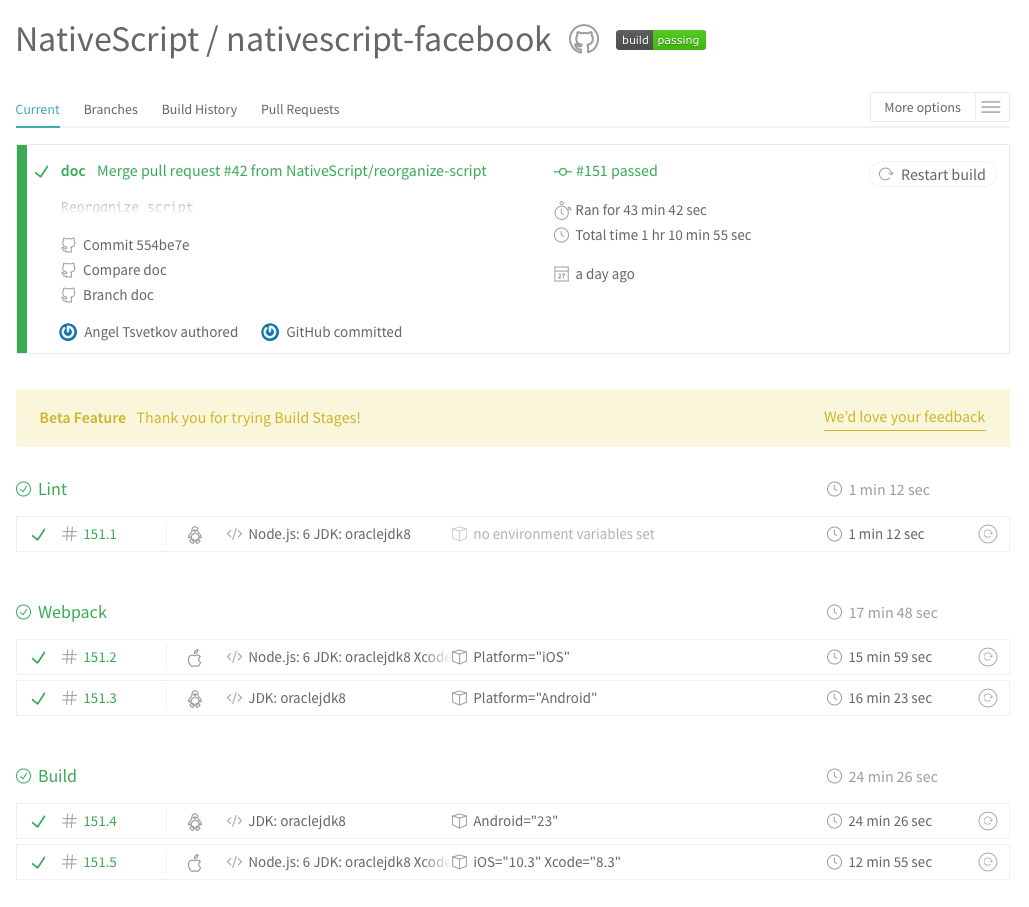 NativeScript / nativescript-facebook build passing
Current Branches Build History Pull Requests More options
doc Merge pull request #42 from NativeScript/reorganize-script #151 passed Restart build
Reorganize script Ran for 43 min 42 sec
Commit 554be7e Total time 1 hr 10 min 55 sec
Compare doc 27 a day ago
Branch doc
Angel Tsvetkov authored GitHub committed
Beta Feature Thank you for trying Build Stages! We'd love your feedback
Lint 1 min 12 sec
# 151.1 </> Node.js: 6 JDK: oraclejdk8 no environment variables set 1 min 12 sec
Webpack 17 min 48 sec
# 151.2 </> Node.js: 6 JDK: oraclejdk8 Xcode Platform="iOS" 15 min 59 sec
# 151.3 </> JDK: oraclejdk8 Platform="Android" 16 min 23 sec
Build 24 min 26 sec
# 151.4 </> JDK: oraclejdk8 Android="23" 24 min 26 sec
# 151.5 </> Node.js: 6 JDK: oraclejdk8 Xcode iOS="10.3" Xcode="8.3" 12 min 55 sec